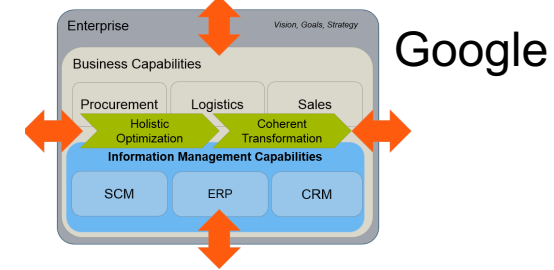 Enterprise
Vision, Goals, Strategy
Google
Business Capabilities
Procurement
Logistics
Sales
Holistic
Optimization
Coherent
Transformation
Information Management Capabilities
SCM
ERP
CRM